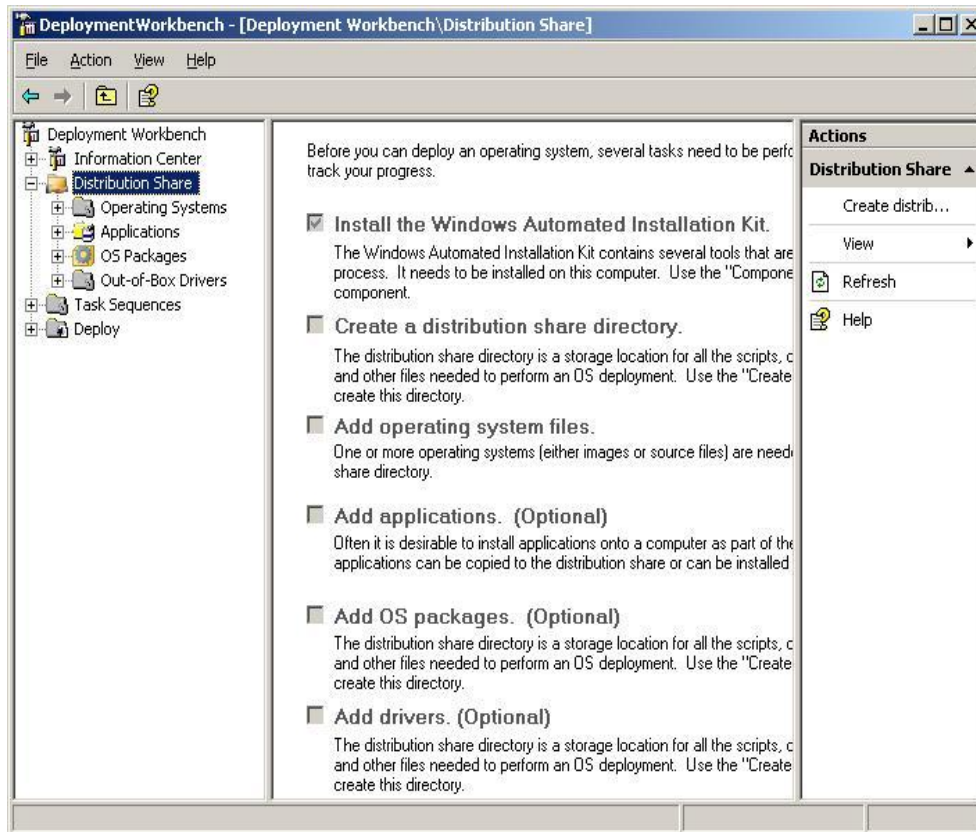 DeploymentWorkbench - [Deployment Workbench\Distribution Share]
File Action View Help
Deployment Workbench
Information Center
Distribution Share
Operating Systems
Applications
OS Packages
Out-of-Box Drivers
Task Sequences
Deploy
Before you can deploy an operating system, several tasks need to be
track your progress.
Install the Windows Automated Installation Kit.
The Windows Automated Installation Kit contains several tools that are
process. It needs to be installed on this computer. Use the "Compone
component.
Create a distribution share directory.
The distribution share directory is a storage location for all the scripts,
and other files needed to perform an OS deployment. Use the "Create
create this directory.
Add operating system files.
One or more operating systems (either images or source files) are
share directory.
Add applications. (Optional)
Often it is desirable to install applications onto a computer as part of the
applications can be copied to the distribution share or can be installed
Add OS packages. (Optional)
The distribution share directory is a storage location for all the scripts,
and other files needed to perform an OS deployment. Use the "Create
create this directory.
Add drivers. (Optional)
The distribution share directory is a storage location for all the scripts,
and other files needed to perform an OS deployment. Use the "Create
create this directory.
Actions
Distribution Share
Create distrib...
View
Refresh
Help